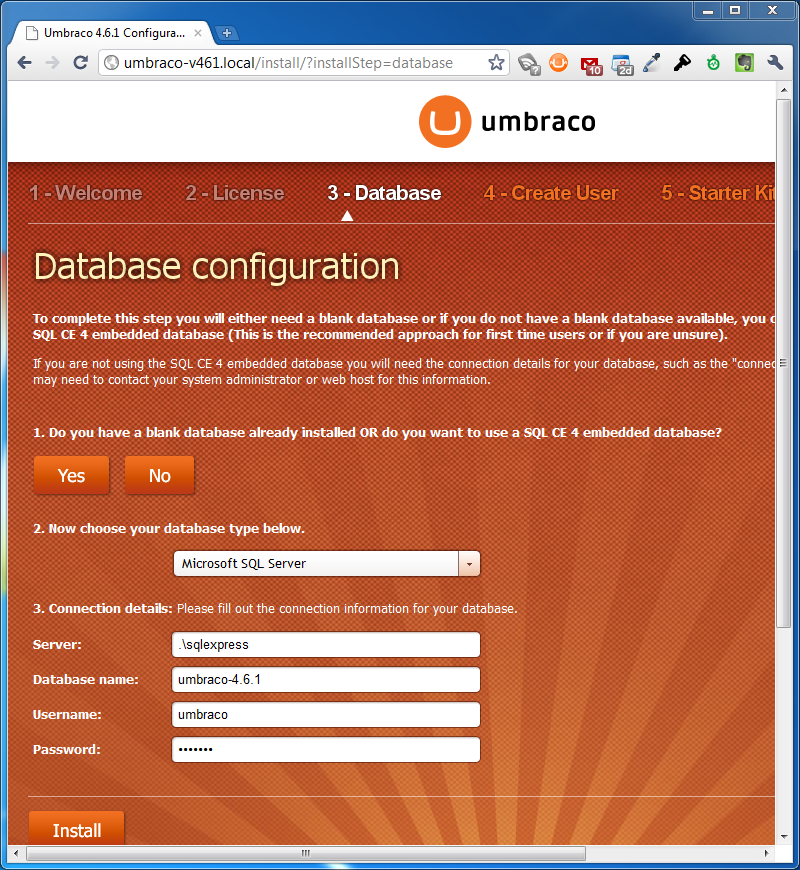 Umbraco 4.6.1 Configura...
umbraco-v461.local/install/?installStep=database
10
2d
umbraco
1 - Welcome 2 - License 3 - Database 4 - Create User 5 - Starter Kit
Database configuration
To complete this step you will either need a blank database or if you do not have a blank database available, you c
SQL CE 4 embedded database (This is the recommended approach for first time users or if you are unsure).
If you are not using the SQL CE 4 embedded database you will need the connection details for your database, such as the "connec
may need to contact your system administrator or web host for this information.
1. Do you have a blank database already installed OR do you want to use a SQL CE 4 embedded database?
Yes No
2. Now choose your database type below.
Microsoft SQL Server
3. Connection details: Please fill out the connection information for your database.
Server: .\sqlexpress
Database name: umbraco-4.6.1
Username: umbraco
Password: •••••••
Install